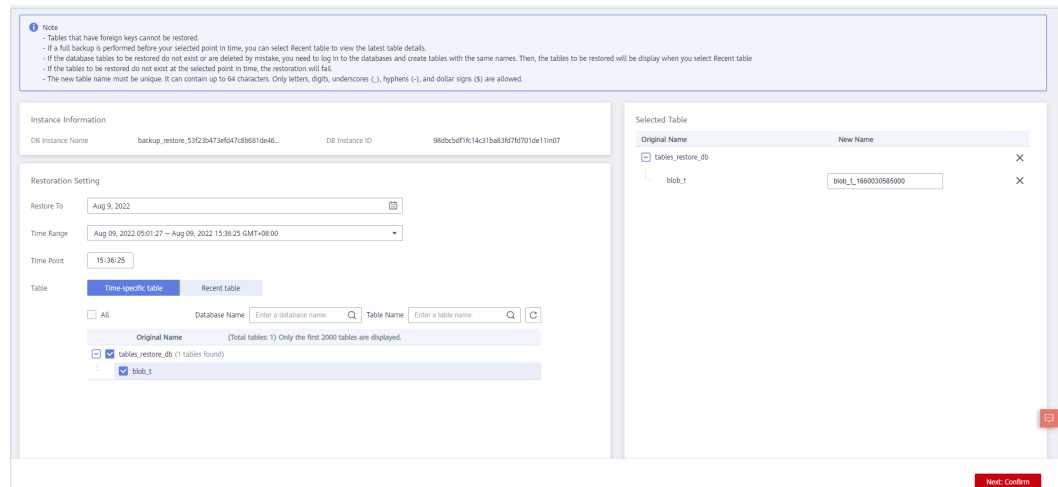 Note
- Tables that have foreign keys cannot be restored.
- If a full backup is performed before your selected point in time, you can select Recent table to view the latest table details.
- If the database tables to be restored do not exist or are deleted by mistake, you need to log in to the databases and create tables with the same names. Then, the tables to be restored will be display when you select Recent table
- If the tables to be restored do not exist at the selected point in time, the restoration will fail.
- The new table name must be unique. It can contain up to 64 characters. Only letters, digits, underscores (_), hyphens (-), and dollar signs ($) are allowed.
Instance Information
DB Instance Name backup_restore_53f23b473efd47c8b681de46... DB Instance ID 98dbcbdf1fc14c31ba83fd7fd701de11in07
Restoration Setting
Restore To Aug 9, 2022
Time Range Aug 09, 2022 05:01:27 — Aug 09, 2022 15:36:25 GMT+08:00
Time Point 15:36:25
Table Time-specific table Recent table
All Database Name Enter a database name. Table Name Enter a table name.
Original Name (Total tables: 1) Only the first 2000 tables are displayed.
tables_restore_db (1 tables found)
blob_t
Selected Table
Original Name New Name
tables_restore_db
blob_t blob_t_1660030585000
Next: Confirm